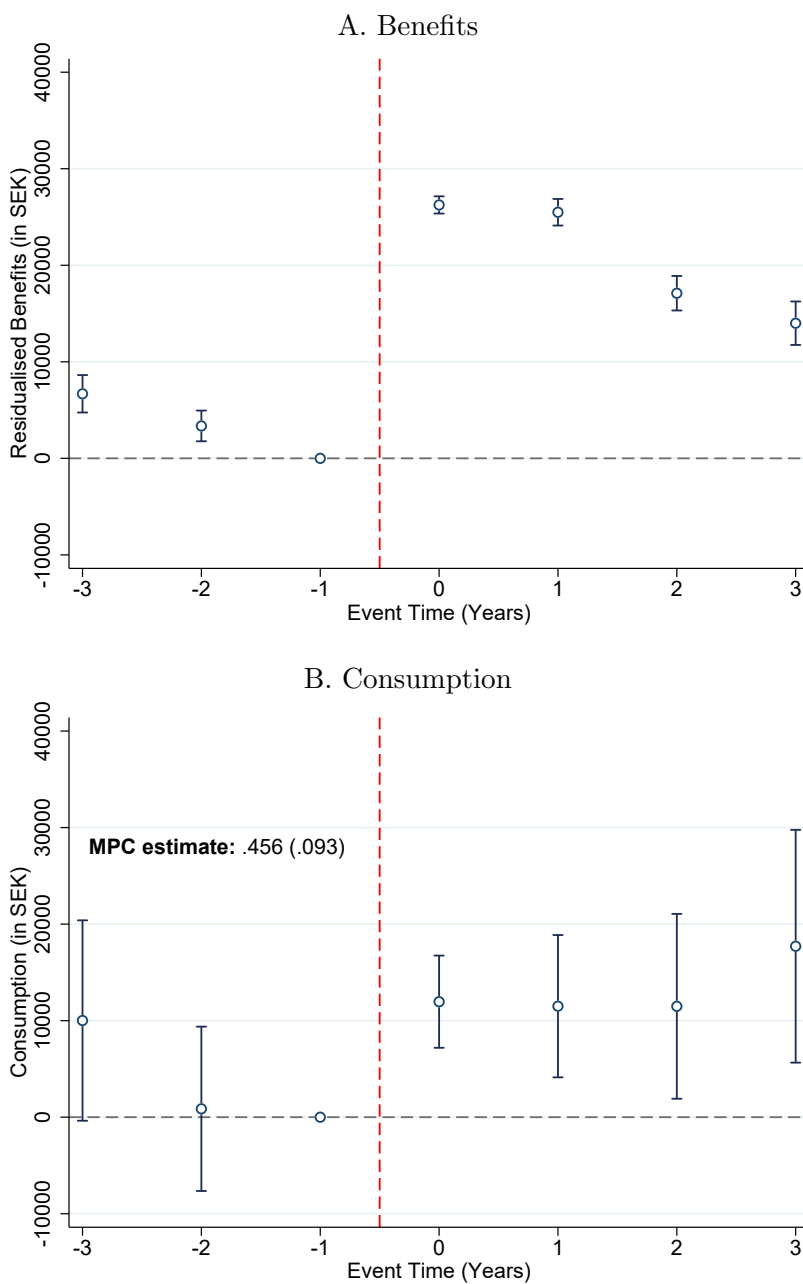 A. Benefits
Residualised Benefits (in SEK)
40000
30000
20000
10000
0
-10000
-3 -2 -1 0 1 2 3
Event Time (Years)
B. Consumption
Consumption (in SEK)
40000
30000
20000
10000
0
-10000
MPC estimate: .456 (.093)
-3 -2 -1 0 1 2 3
Event Time (Years)